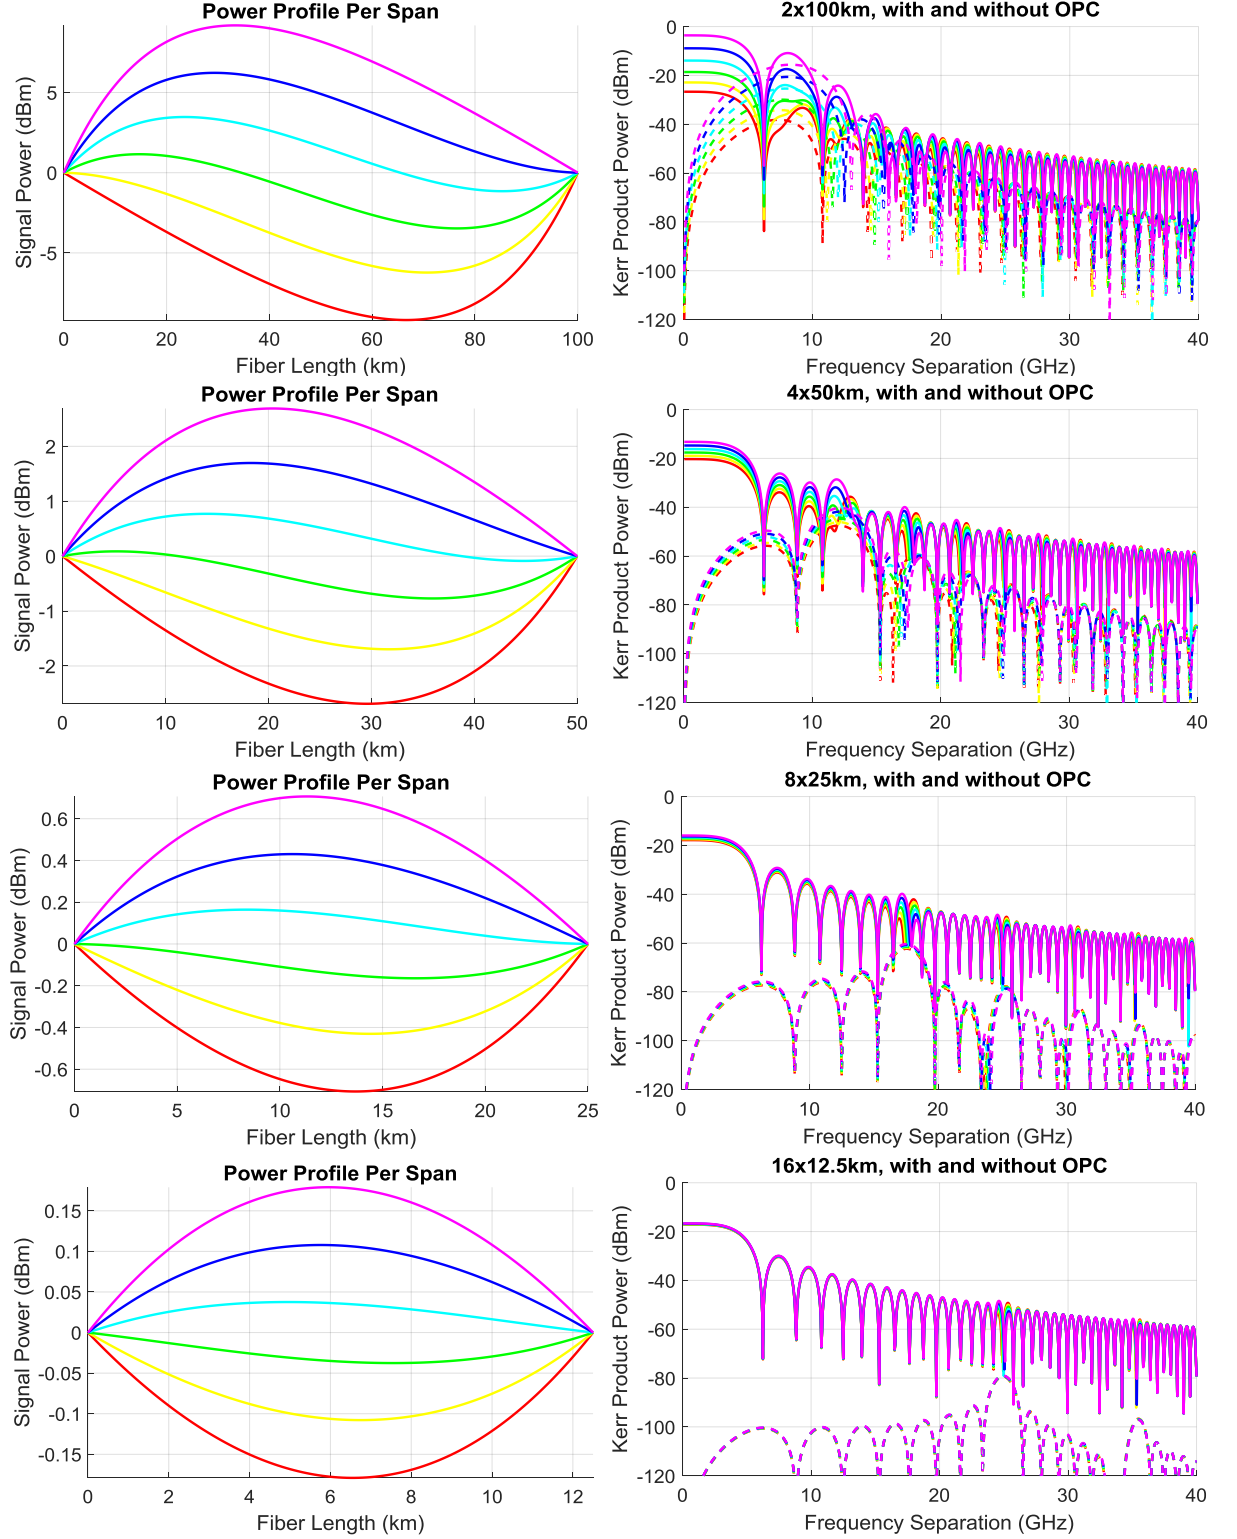 Power Profile Per Span
Signal Power (dBm)
5
0
-5
0 20 40 60 80 100
Fiber Length (km)
2x100km, with and without OPC
Kerr Product Power (dBm)
0
-20
-40
-60
-80
-100
-120
0 10 20 30 40
Frequency Separation (GHz)
Power Profile Per Span
Signal Power (dBm)
2
1
0
-1
-2
0 10 20 30 40 50
Fiber Length (km)
4x50km, with and without OPC
Kerr Product Power (dBm)
0
-20
-40
-60
-80
-100
-120
0 10 20 30 40
Frequency Separation (GHz)
Power Profile Per Span
Signal Power (dBm)
0.6
0.4
0.2
0
-0.2
-0.4
-0.6
0 5 10 15 20 25
Fiber Length (km)
8x25km, with and without OPC
Kerr Product Power (dBm)
0
-20
-40
-60
-80
-100
-120
0 10 20 30 40
Frequency Separation (GHz)
Power Profile Per Span
Signal Power (dBm)
0.15
0.1
0.05
0
-0.05
-0.1
-0.15
0 2 4 6 8 10 12
Fiber Length (km)
16x12.5km, with and without OPC
Kerr Product Power (dBm)
0
-20
-40
-60
-80
-100
-120
0 10 20 30 40
Frequency Separation (GHz)